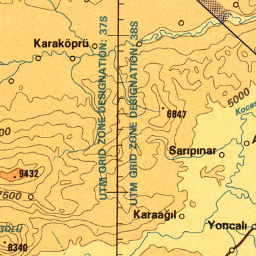 Karaköprü
UTM GRID ZONE DESIGNATION: 37S
UTM GRID ZONE DESIGNATION: 38S
6847
5000
Koca
Sarıpınar
A
9432
7500
Karaağıl
Yoncalı
8340